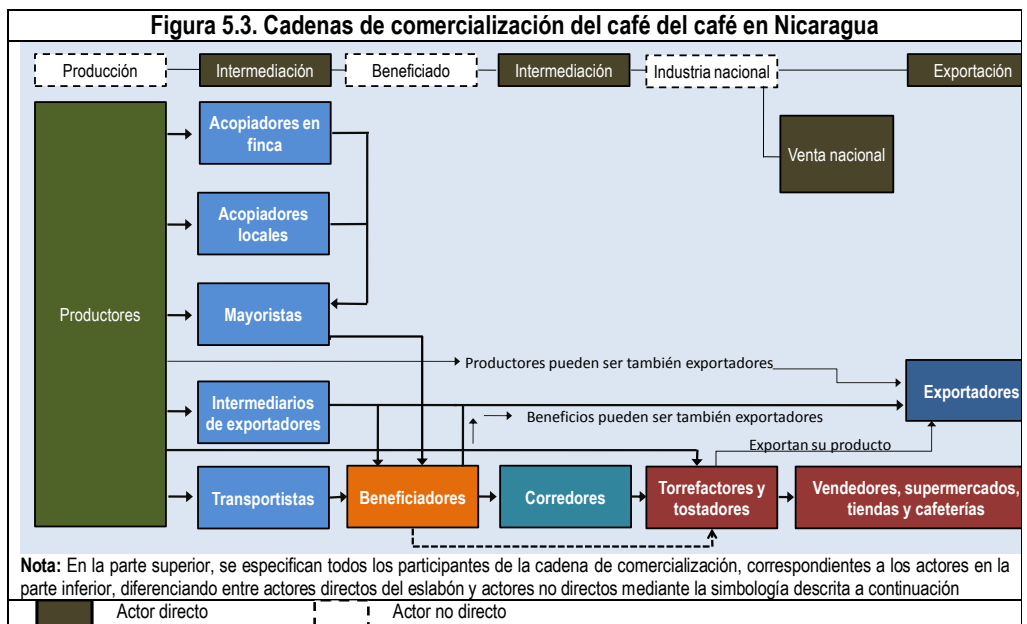 Figura 5.3. Cadenas de comercialización del café del café en Nicaragua
Producción
Intermediación
Beneficiado
Intermediación
Industria nacional
Exportación
Acopiadores en
finca
Venta nacional
Acopiadores
locales
Productores
Mayoristas
Productores pueden ser también exportadores
Exportadores
Intermediarios
de exportadores
Beneficios pueden ser también exportadores
Exportan su producto
Transportistas
Beneficiadores
Corredores
Torrefactores y
tostadores
Vendedores, supermercados,
tiendas y cafeterías
Nota: En la parte superior, se especifican todos los participantes de la cadena de comercialización, correspondientes a los actores en la
parte inferior, diferenciando entre actores directos del eslabón y actores no directos mediante la simbología descrita a continuación
Actor directo
Actor no directo